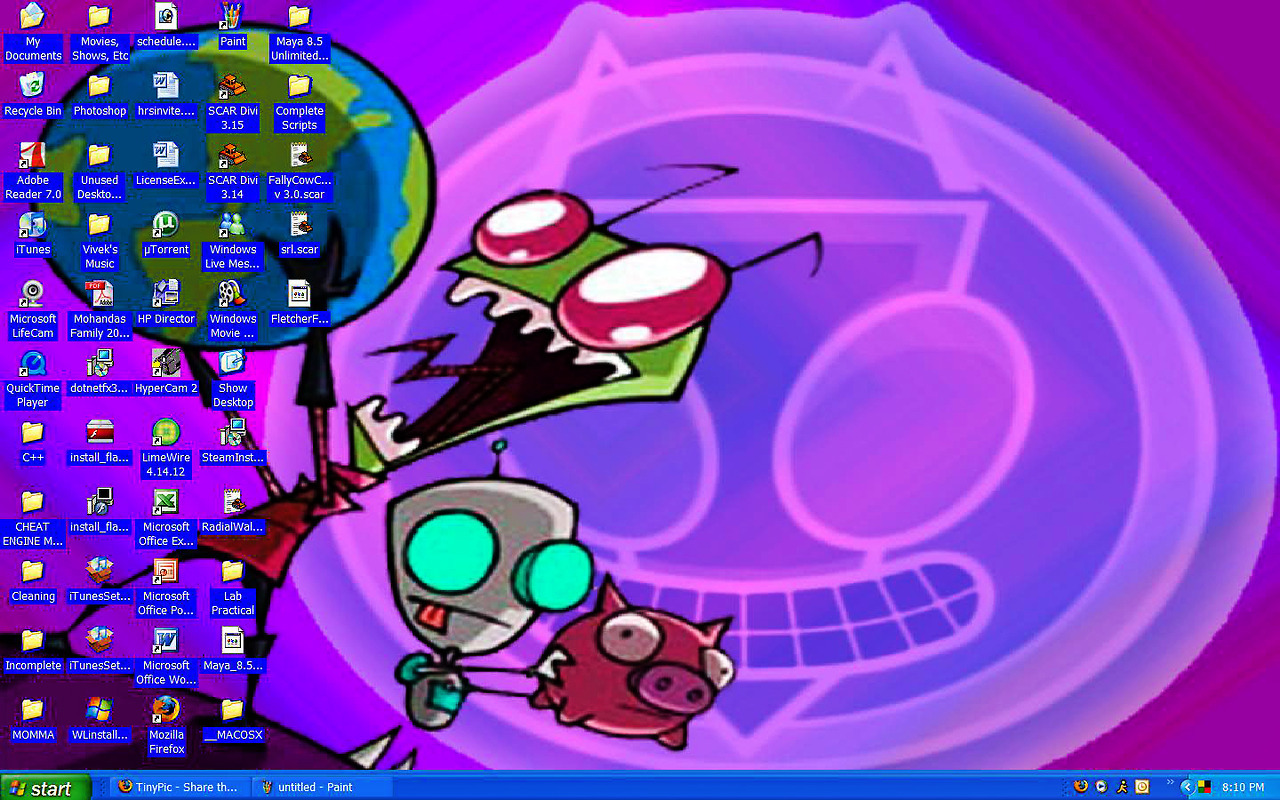 My
Documents
Movies,
Shows, Etc
schedule....
Paint
Maya 8.5
Unlimited...
Recycle Bin
Photoshop
hrsinvite....
SCAR Divi
3.15
Complete
Scripts
Adobe
Reader 7.0
Unused
Deskto...
LicenseEx...
SCAR Divi
3.14
FallyCowC...
v 3.0.scar
iTunes
Vivek's
Music
µTorrent
Windows
Live Mes...
srl.scar
Microsoft
LifeCam
PDF
Adobe
Mohandas
Family 20...
HP Director
Windows
Movie ...
FletcherF...
QuickTime
Player
dotnetfx3...
HyperCam 2
Show
Desktop
C++
install_fla...
LimeWire
4.14.12
SteamInst...
CHEAT
ENGINE M...
install_fla...
Microsoft
Office Ex...
RadialWal...
Cleaning
iTunesSet...
Microsoft
Office Po...
Lab
Practical
Incomplete
iTunesSet...
Microsoft
Office Wo...
Maya_8.5...
MOMMA
WLinstall...
Mozilla
Firefox
__MACOSX
start
TinyPic - Share th...
untitled - Paint
8:10 PM